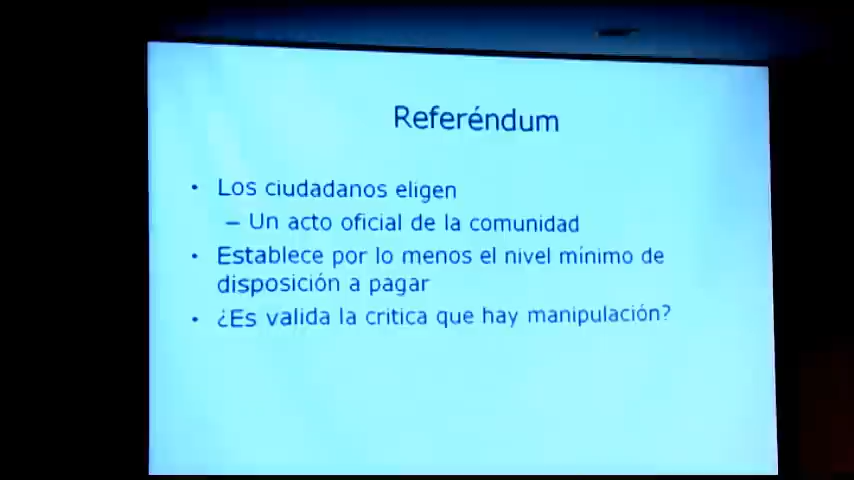 Referéndum
• Los ciudadanos eligen
– Un acto oficial de la comunidad
• Establece por lo menos el nivel mínimo de
disposición a pagar
• ¿Es valida la critica que hay manipulación?